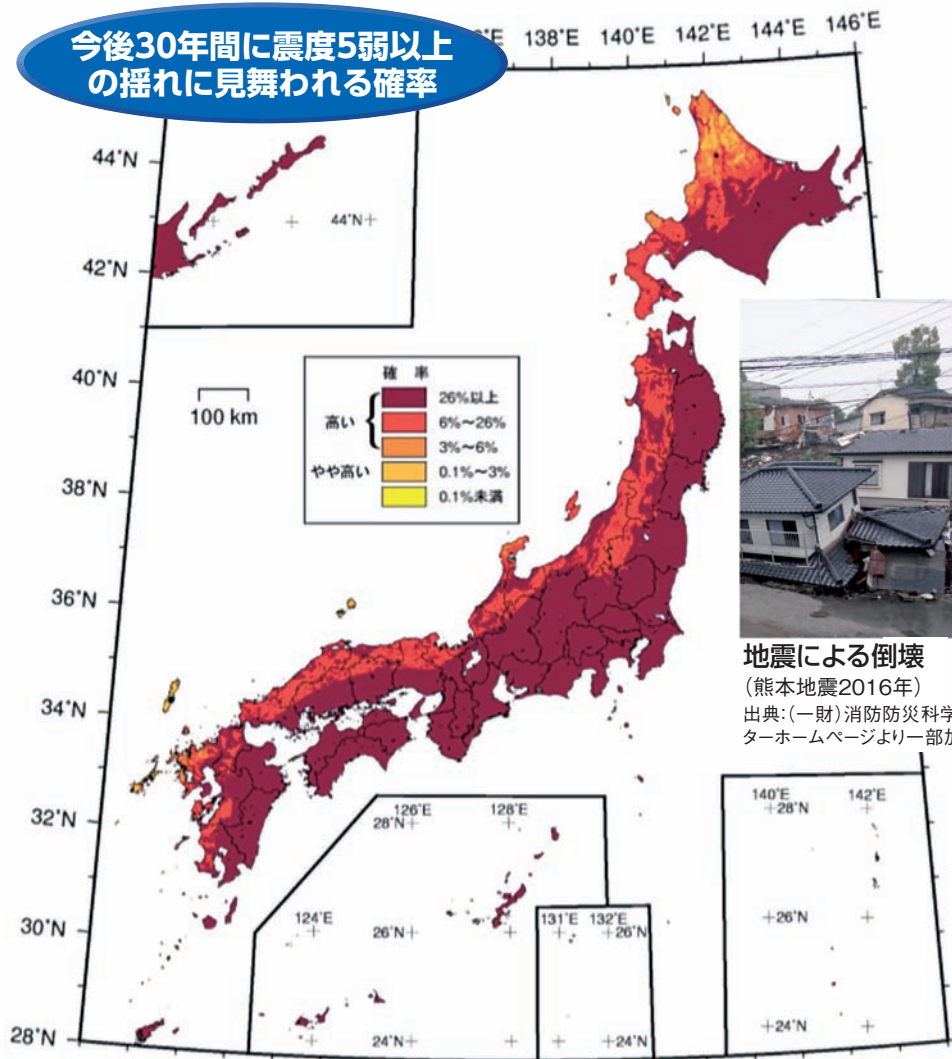 今後30年間に震度5弱以上
の揺れに見舞われる確率
138°E 140°E 142°E 144°E 146°E
44°N
44°N
42°N
40°N
100 km
確 率
高い
26%以上
6%～26%
3%～6%
やや高い
0.1%～3%
0.1%未満
38°N
36°N
34°N
地震による倒壊
(熊本地震2016年)
出典:(一財)消防防災科学
ターホームページより一部加
32°N
126°E 128°E
28°N
140°E 142°E
28°N
30°N
124°E
26°N
131°E 132°E
26°N
26°N
28°N
24°N
24°N
24°N